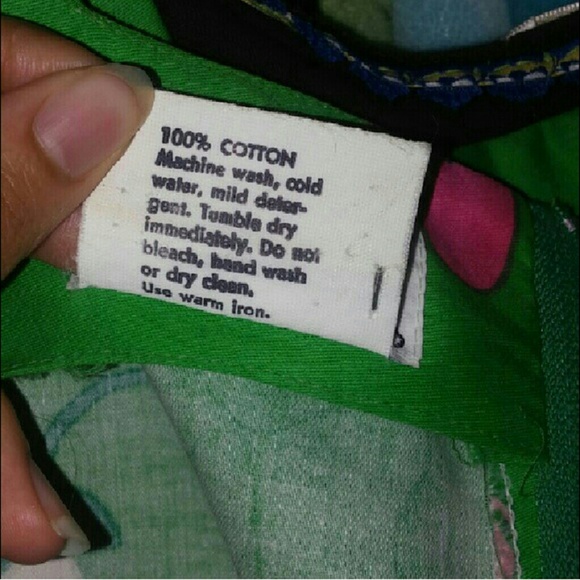 100% COTTON
Machine wash, cold
water, mild deter-
gent. Tumble dry
immediately. Do not
bleach, hand wash
or dry clean.
Use warm iron.